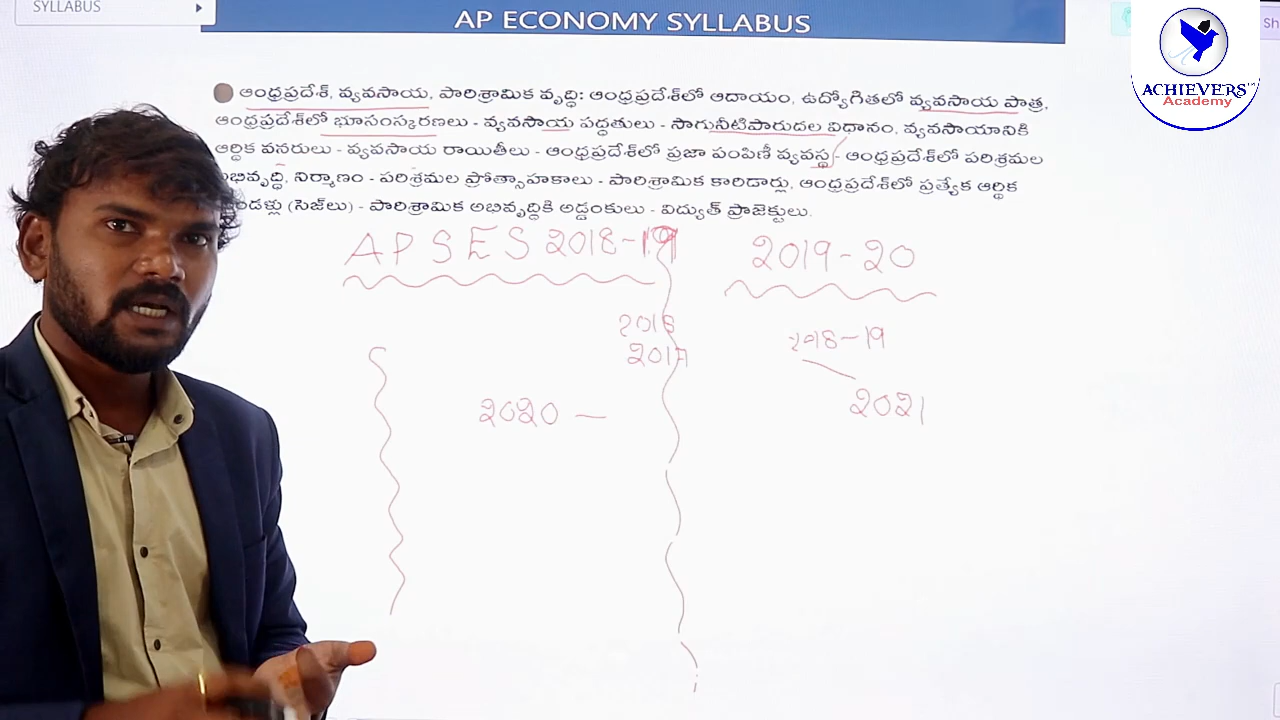 SYLLABUS
AP ECONOMY SYLLABUS
Sh
ACHIEVERS
Academy
ఆంధ్రప్రదేశ్, వ్యవసాయ, పారిశ్రామిక వృద్ధి: ఆంధ్రప్రదేశ్‌లో ఆదాయం, ఉద్యోగితలో వ్యవసాయ పాత్ర,
ఆంధ్రప్రదేశ్‌లో భూసంస్కరణలు - వ్యవసాయ పద్ధతులు - సాగునీటిపారుదల విధానం, వ్యవసాయానికి
ఆర్థిక వనరులు - వ్యవసాయ రాయితీలు - ఆంధ్రప్రదేశ్‌లో ప్రజా పంపిణీ వ్యవస్థ - ఆంధ్రప్రదేశ్‌లో పరిశ్రమల
అభివృద్ధి, నిర్మాణం - పరిశ్రమల ప్రోత్సాహకాలు - పారిశ్రామిక కారిడార్లు, ఆంధ్రప్రదేశ్‌లో ప్రత్యేక ఆర్థిక
(సెజ్‌లు) - పారిశ్రామిక అభివృద్ధికి అడ్డంకులు - విద్యుత్ ప్రాజెక్టులు.
APSES 2018-19 2019-20
2016 2018-19
2017
2020 - 2021